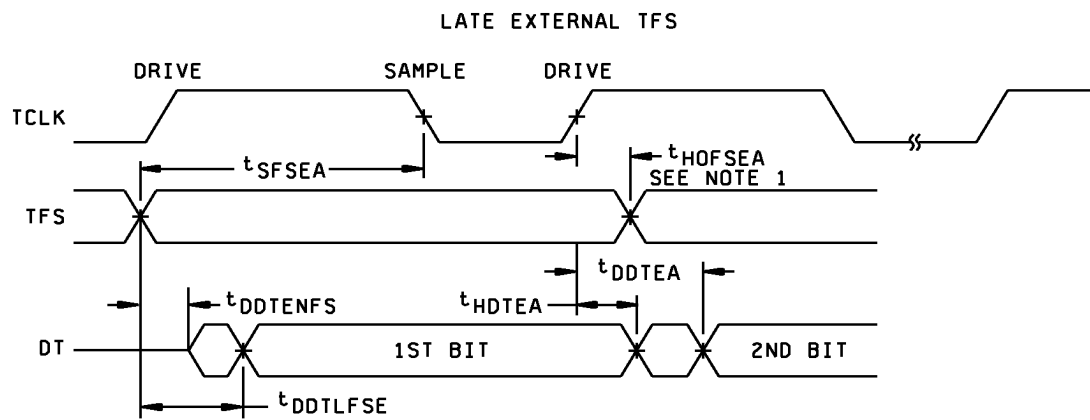 LATE EXTERNAL TFS
DRIVE SAMPLE DRIVE
TCLK
tHOFSEA
tSFSEA
SEE NOTE 1
TFS
tDDTEA
tDDTENFS
tHDTEA
DT
1ST BIT
2ND BIT
tDDTLFSE